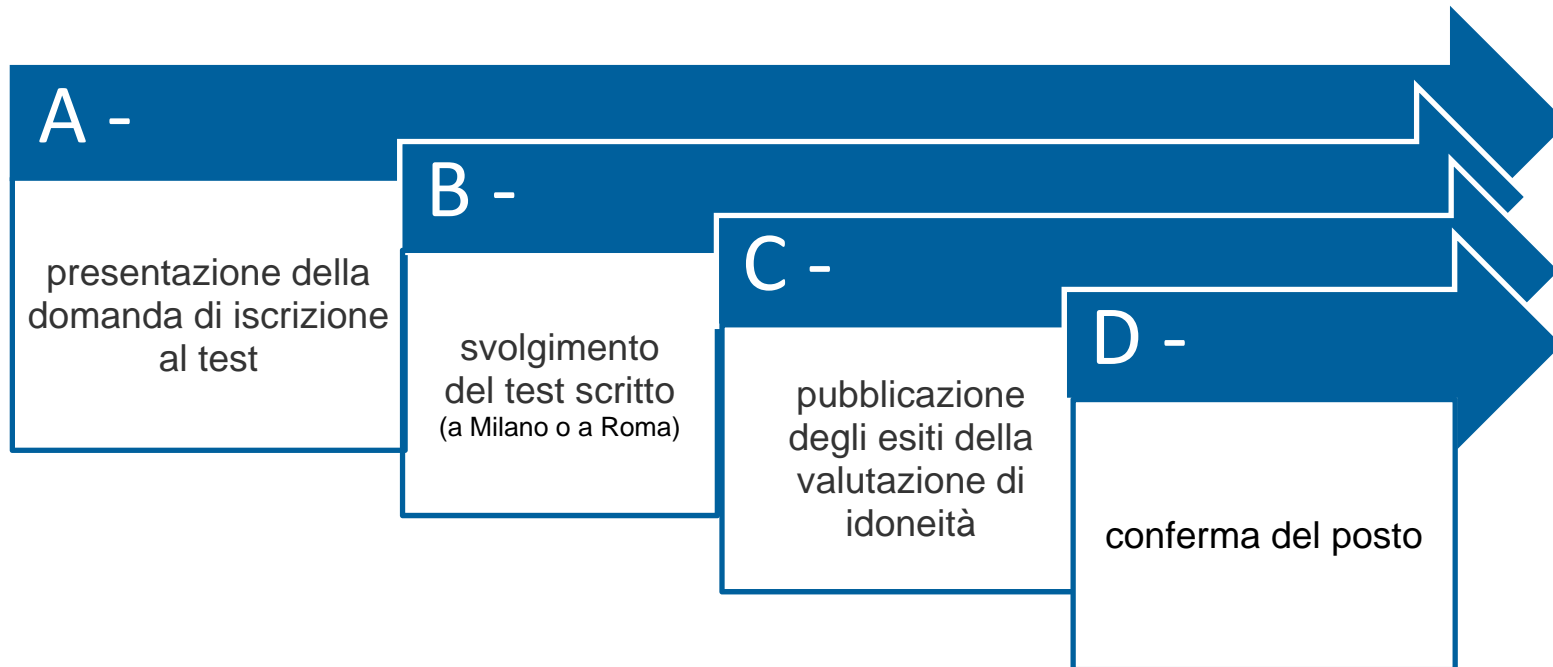 A -
presentazione della
domanda di iscrizione
al test
B -
svolgimento
del test scritto
(a Milano o a Roma)
C -
pubblicazione
degli esiti della
valutazione di
idoneità
D -
conferma del posto